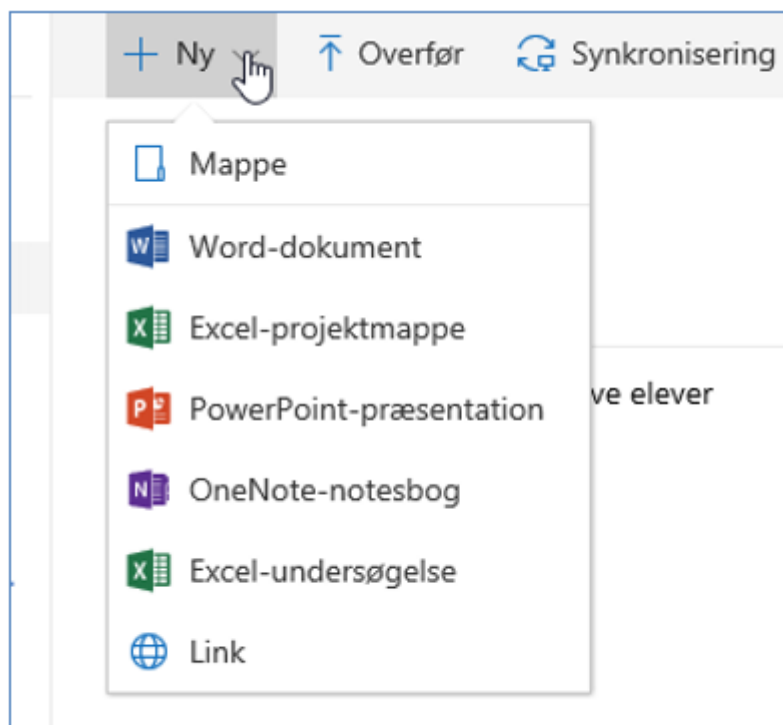 Ny
Overfør
Synkronisering
Mappe
Word-dokument
Excel-projektmappe
PowerPoint-præsentation
ve elever
OneNote-notesbog
Excel-undersøgelse
Link